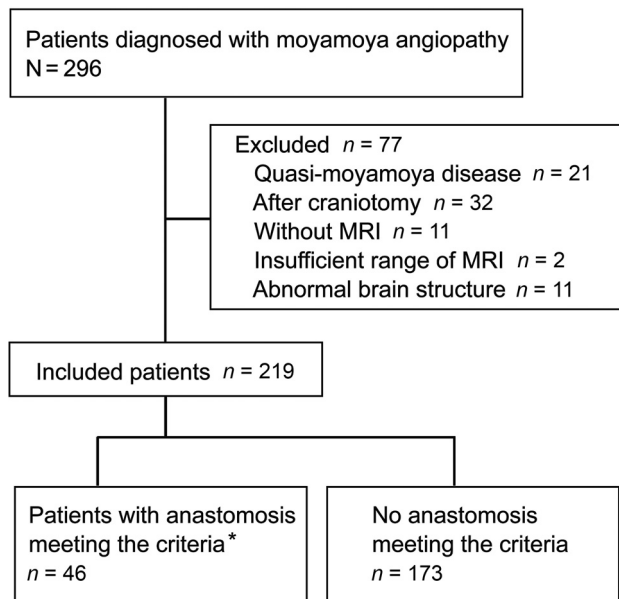 Patients diagnosed with moyamoya angiopathy
N = 296
Excluded n = 77
Quasi-moyamoya disease n = 21
After craniotomy n = 32
Without MRI n = 11
Insufficient range of MRI n = 2
Abnormal brain structure n = 11
Included patients n = 219
Patients with anastomosis
meeting the criteria*
n = 46
No anastomosis
meeting the criteria
n = 173